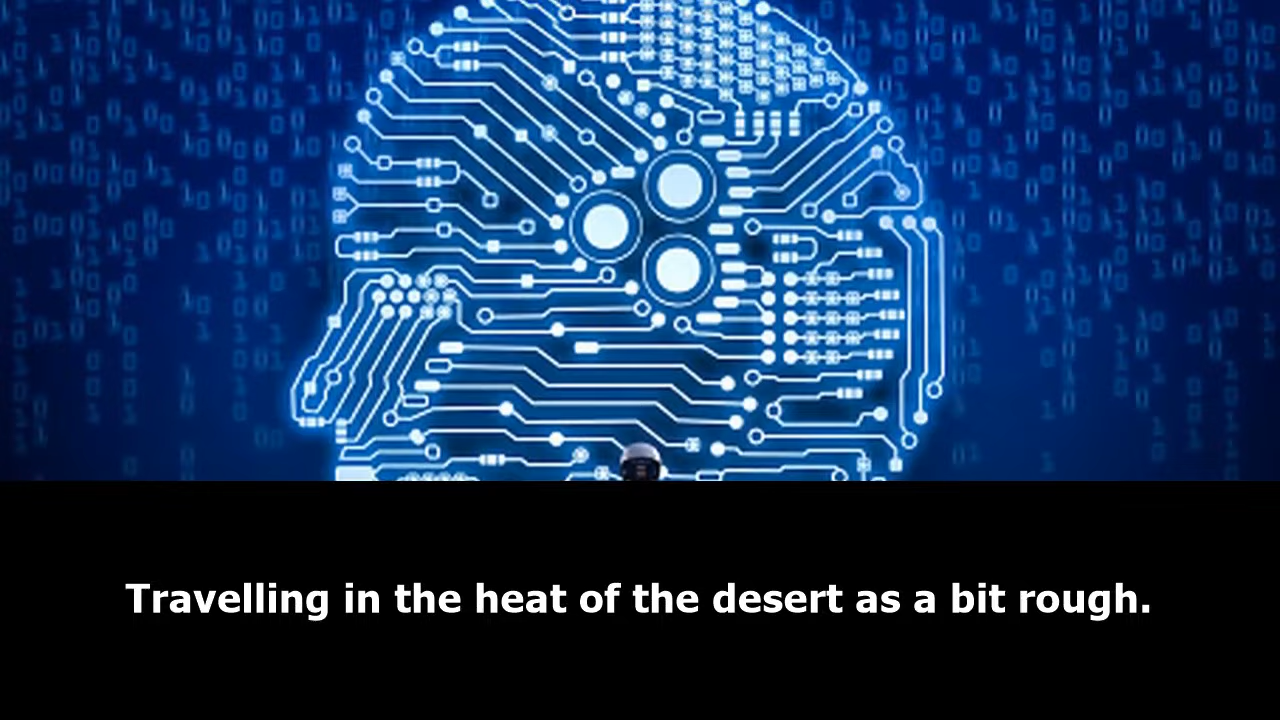 Travelling in the heat of the desert as a bit rough.